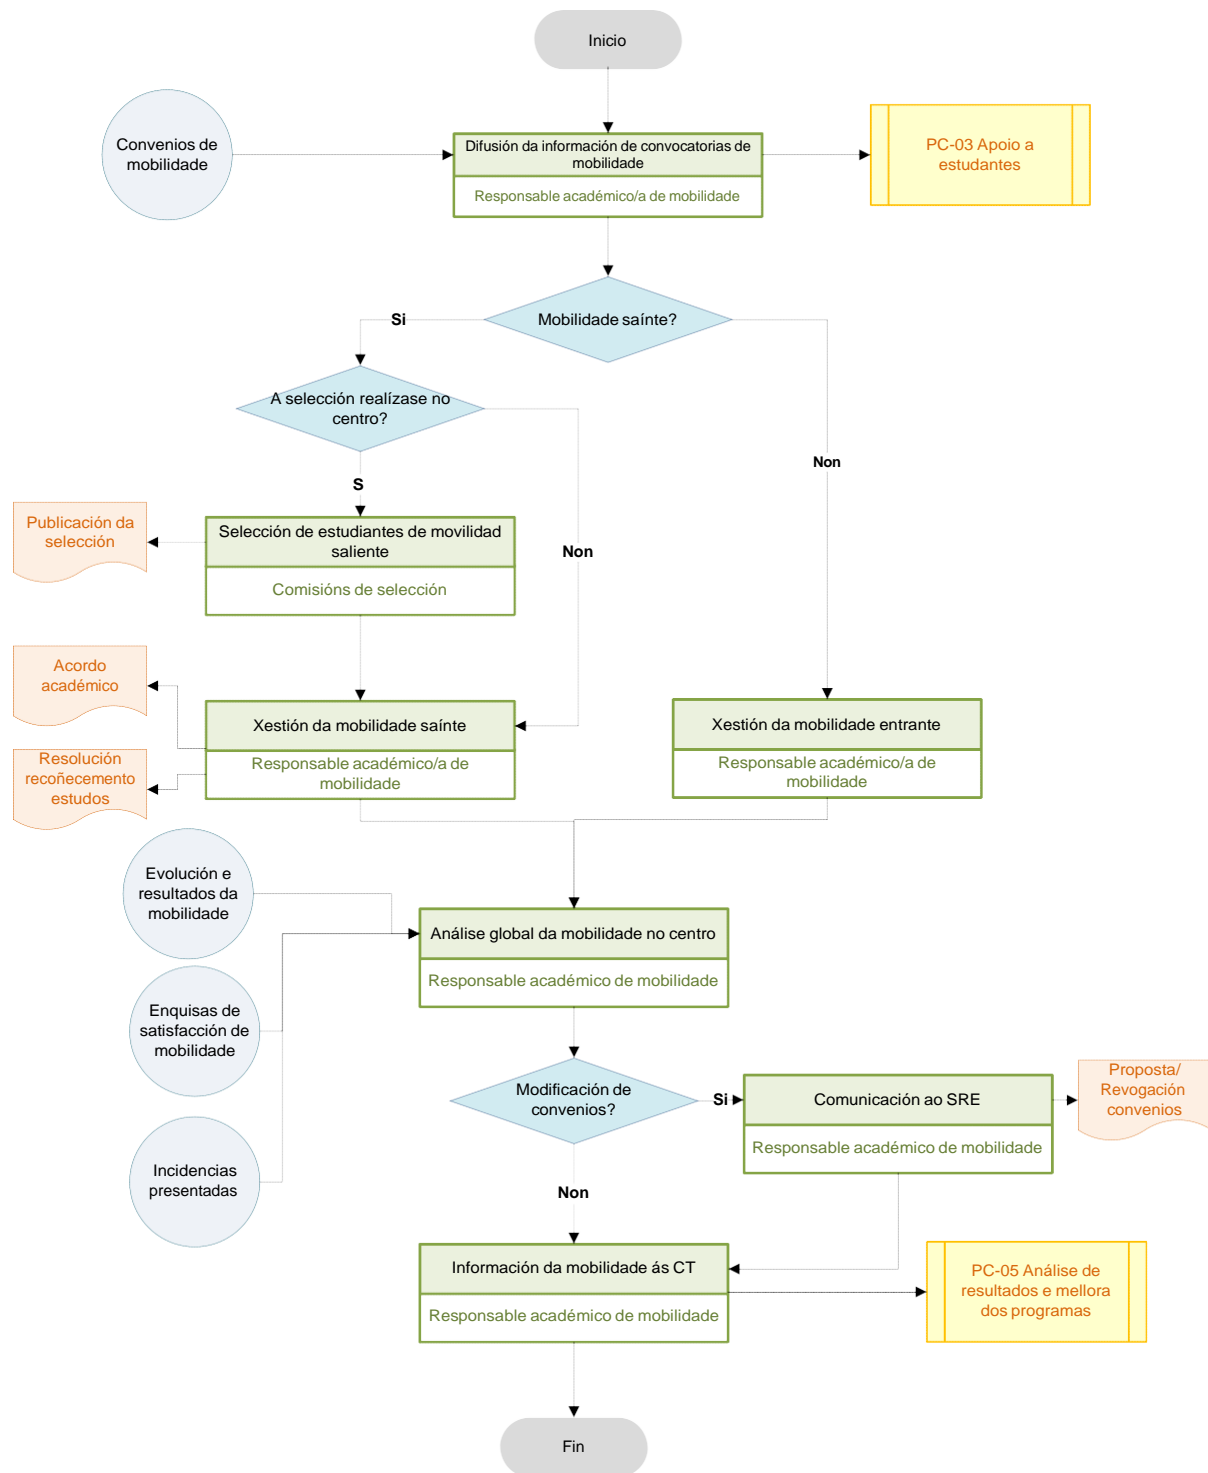 Inicio
Convenios de
mobilidade
Difusión da información de convocatorias de
mobilidade
Responsable académico/a de mobilidade
PC-03 Apoio a
estudantes
Mobilidade saínte?
Si
A selección realízase no
centro?
Non
S
Publicación da
selección
Selección de estudiantes de movilidad
saliente
Non
Comisións de selección
Acordo
académico
Xestión da mobilidade saínte
Responsable académico/a de
mobilidade
Xestión da mobilidade entrante
Responsable académico/a de
mobilidade
Resolución
recoñecemento
estudos
Evolución e
resultados da
mobilidade
Análise global da mobilidade no centro
Responsable académico de mobilidade
Enquisas de
satisfacción de
mobilidade
Modificación de
convenios?
Si
Comunicación ao SRE
Responsable académico de mobilidade
Proposta/
Revogación
convenios
Incidencias
presentadas
Non
Información da mobilidade ás CT
Responsable académico de mobilidade
PC-05 Análise de
resultados e mellora
dos programas
Fin